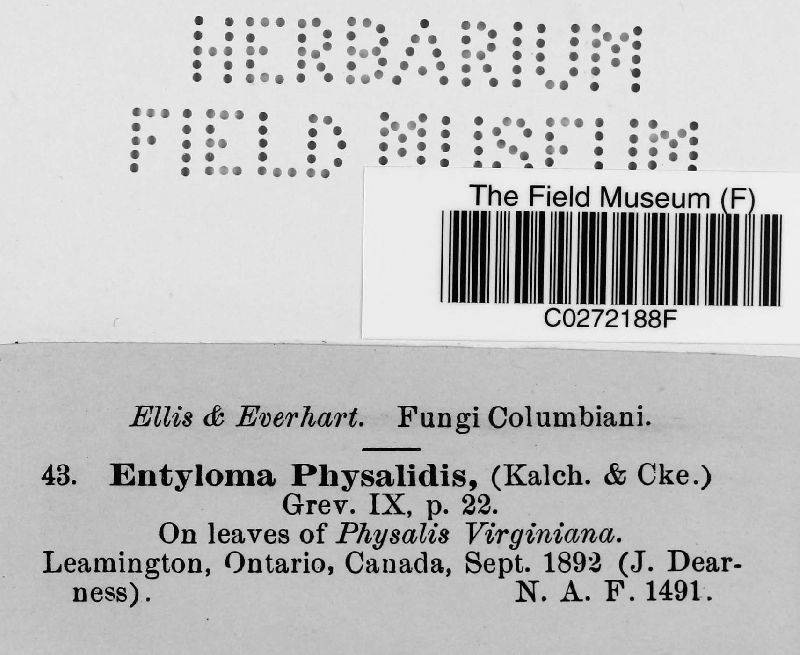 HERBARIUM
FIELD MUSEUM
The Field Museum (F)
C0272188F
Ellis & Everhart. Fungi Columbiani.
43. Entyloma Physalidis, (Kalch. & Cke.)
Grev. IX, p. 22.
On leaves of Physalis Virginiana.
Leamington, Ontario, Canada, Sept. 1892 (J. Dear-
ness). N. A. F. 1491.